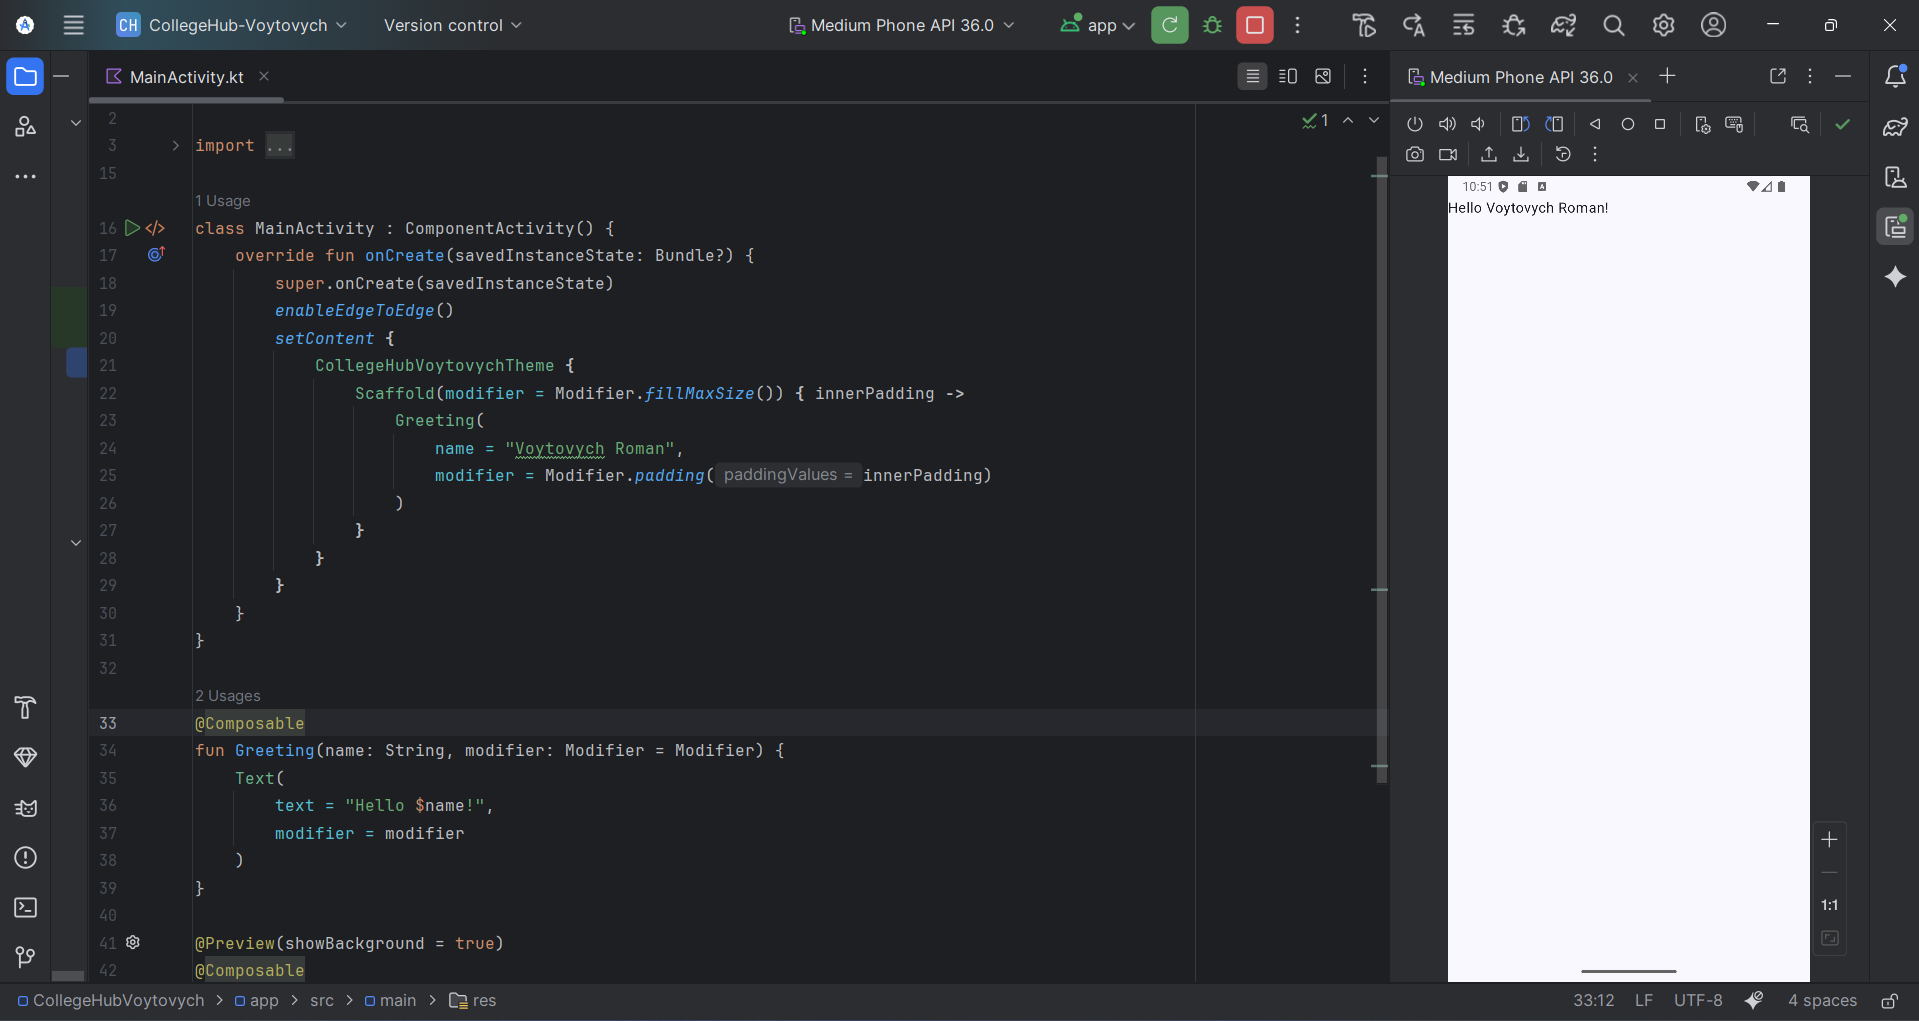 CH CollegeHub-Voytovych Version control Medium Phone API 36.0 app
MainActivity.kt
Medium Phone API 36.0
2
1
3 import ...
15
1 Usage
16 class MainActivity : ComponentActivity() {
17 override fun onCreate(savedInstanceState: Bundle?) {
18 super.onCreate(savedInstanceState)
19 enableEdgeToEdge()
20 setContent {
21 CollegeHubVoytovychTheme {
22 Scaffold(modifier = Modifier.fillMaxSize()) { innerPadding ->
23 Greeting(
24 name = "Voytovych Roman",
25 modifier = Modifier.padding( paddingValues = innerPadding)
26 )
27 }
28 }
29 }
30 }
31 }
32
2 Usages
33 @Composable
34 fun Greeting(name: String, modifier: Modifier = Modifier) {
35 Text(
36 text = "Hello $name!",
37 modifier = modifier
38 )
39 }
40
41 @Preview(showBackground = true)
42 @Composable
10:51
Hello Voytovych Roman!
1:1
CollegeHubVoytovych > app > src > main > res
33:12 LF UTF-8 4 spaces